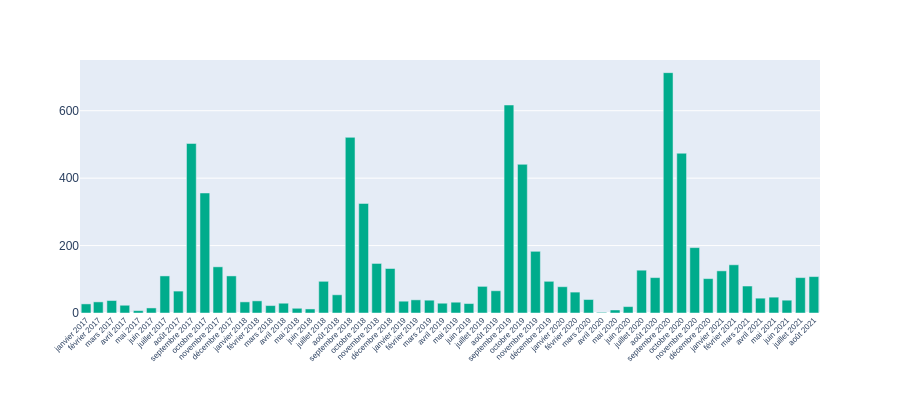 600
400
200
0
janvier 2017
février 2017
mars 2017
avril 2017
mai 2017
juin 2017
juillet 2017
août 2017
septembre 2017
octobre 2017
novembre 2017
décembre 2017
janvier 2018
février 2018
mars 2018
avril 2018
mai 2018
juin 2018
juillet 2018
août 2018
septembre 2018
octobre 2018
novembre 2018
décembre 2018
janvier 2019
février 2019
mars 2019
avril 2019
mai 2019
juin 2019
juillet 2019
août 2019
septembre 2019
octobre 2019
novembre 2019
décembre 2019
janvier 2020
février 2020
mars 2020
avril 2020
mai 2020
juin 2020
juillet 2020
août 2020
septembre 2020
octobre 2020
novembre 2020
décembre 2020
janvier 2021
février 2021
mars 2021
avril 2021
mai 2021
juin 2021
juillet 2021
août 2021